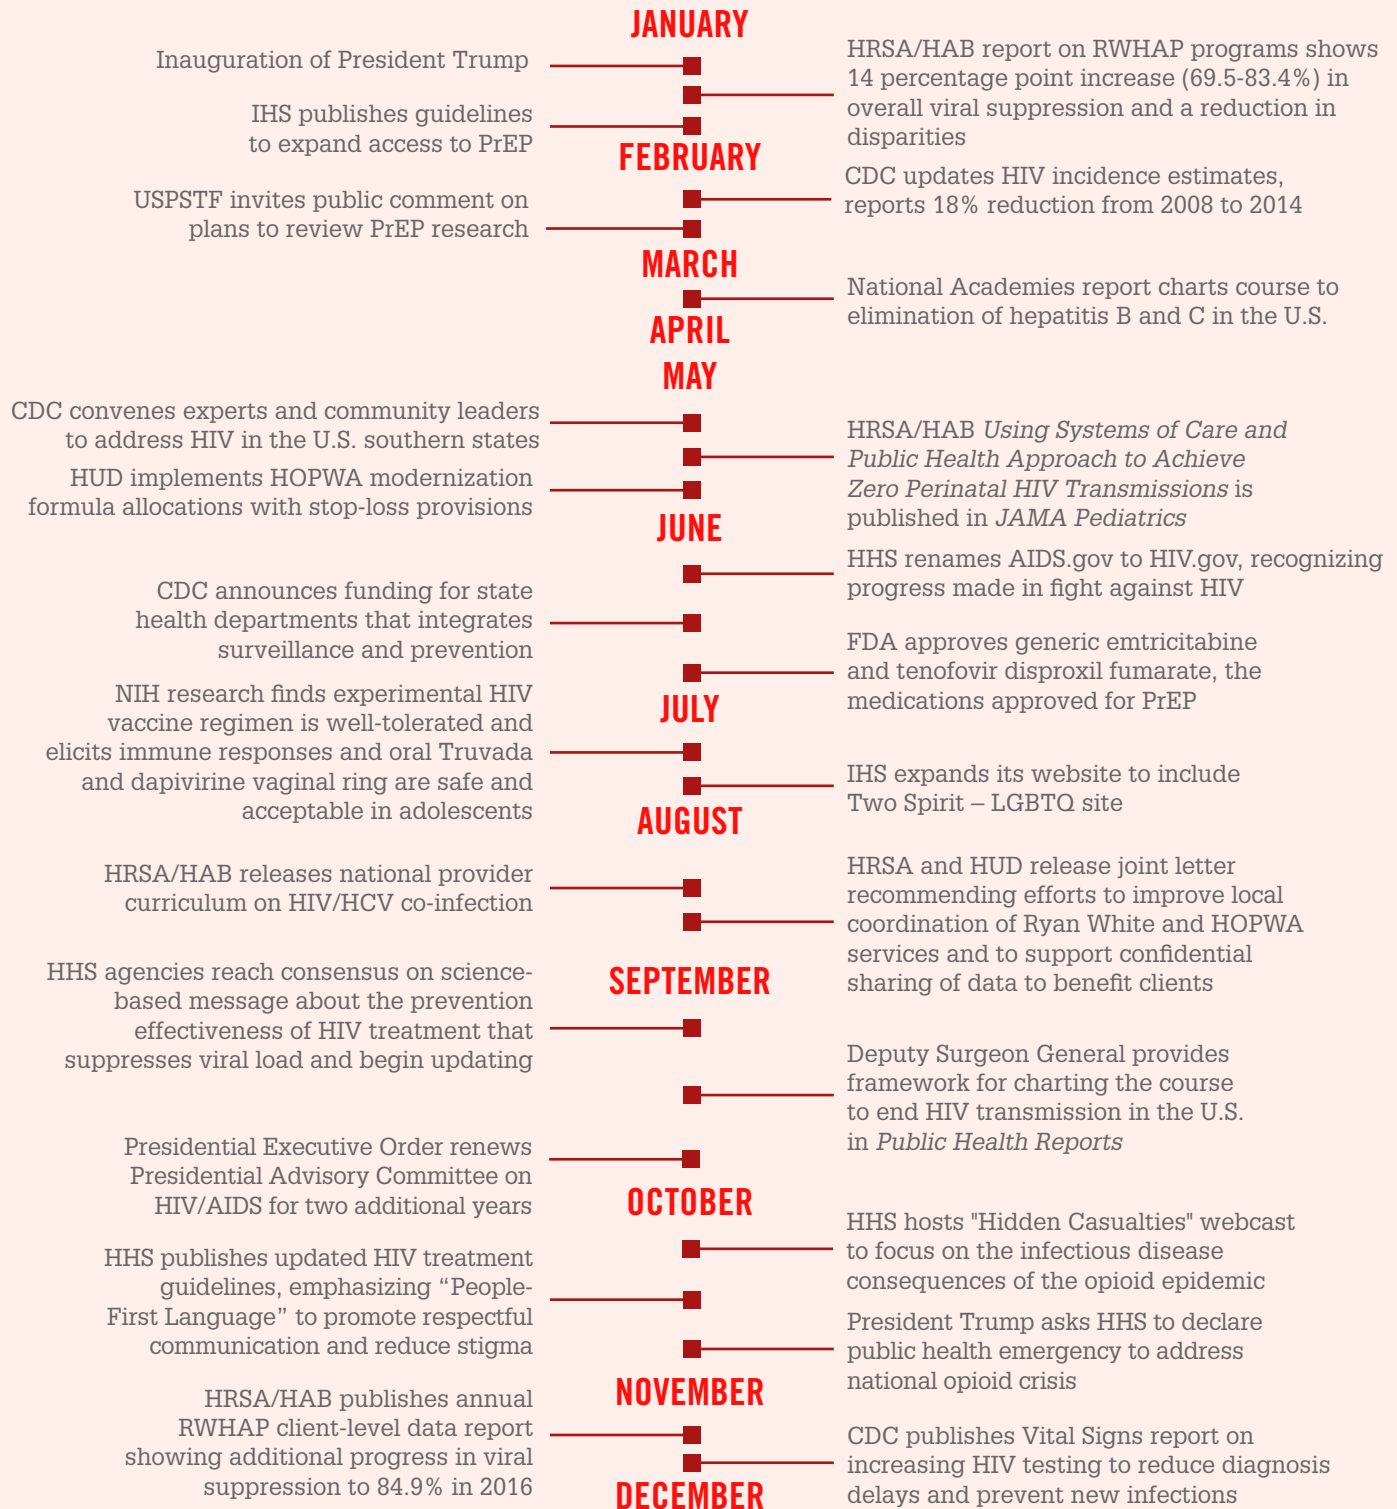 JANUARY
Inauguration of President Trump
HRSA/HAB report on RWHAP programs shows
14 percentage point increase (69.5-83.4%) in
overall viral suppression and a reduction in
disparities
IHS publishes guidelines
to expand access to PrEP
FEBRUARY
CDC updates HIV incidence estimates,
reports 18% reduction from 2008 to 2014
USPSTF invites public comment on
plans to review PrEP research
MARCH
National Academies report charts course to
elimination of hepatitis B and C in the U.S.
APRIL
MAY
CDC convenes experts and community leaders
to address HIV in the U.S. southern states
HRSA/HAB Using Systems of Care and
Public Health Approach to Achieve
Zero Perinatal HIV Transmissions is
published in JAMA Pediatrics
HUD implements HOPWA modernization
formula allocations with stop-loss provisions
JUNE
HHS renames AIDS.gov to HIV.gov, recognizing
progress made in fight against HIV
CDC announces funding for state
health departments that integrates
surveillance and prevention
FDA approves generic emtricitabine
and tenofovir disproxil fumarate, the
medications approved for PrEP
JULY
NIH research finds experimental HIV
vaccine regimen is well-tolerated and
elicits immune responses and oral Truvada
and dapivirine vaginal ring are safe and
acceptable in adolescents
IHS expands its website to include
Two Spirit – LGBTQ site
AUGUST
HRSA/HAB releases national provider
curriculum on HIV/HCV co-infection
HRSA and HUD release joint letter
recommending efforts to improve local
coordination of Ryan White and HOPWA
services and to support confidential
sharing of data to benefit clients
SEPTEMBER
HHS agencies reach consensus on science-
based message about the prevention
effectiveness of HIV treatment that
suppresses viral load and begin updating
Deputy Surgeon General provides
framework for charting the course
to end HIV transmission in the U.S.
in Public Health Reports
Presidential Executive Order renews
Presidential Advisory Committee on
HIV/AIDS for two additional years
OCTOBER
HHS hosts "Hidden Casualties" webcast
to focus on the infectious disease
consequences of the opioid epidemic
HHS publishes updated HIV treatment
guidelines, emphasizing “People-
First Language” to promote respectful
communication and reduce stigma
President Trump asks HHS to declare
public health emergency to address
national opioid crisis
NOVEMBER
HRSA/HAB publishes annual
RWHAP client-level data report
showing additional progress in viral
suppression to 84.9% in 2016
CDC publishes Vital Signs report on
increasing HIV testing to reduce diagnosis
delays and prevent new infections
DECEMBER